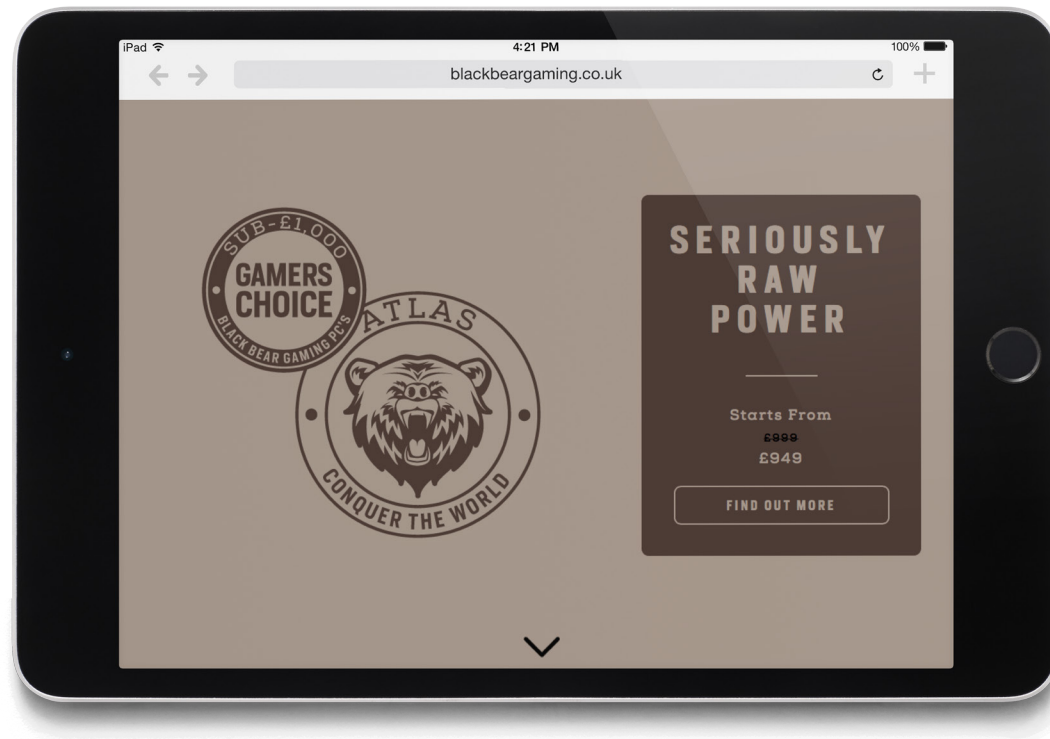 iPad
4:21 PM
100%
blackbeargaming.co.uk
SUB-£1,000
GAMERS
CHOICE
BLACK BEAR GAMING PC'S
ATLAS
CONQUER THE WORLD
SERIOUSLY
RAW
POWER
Starts From
£999
£949
FIND OUT MORE